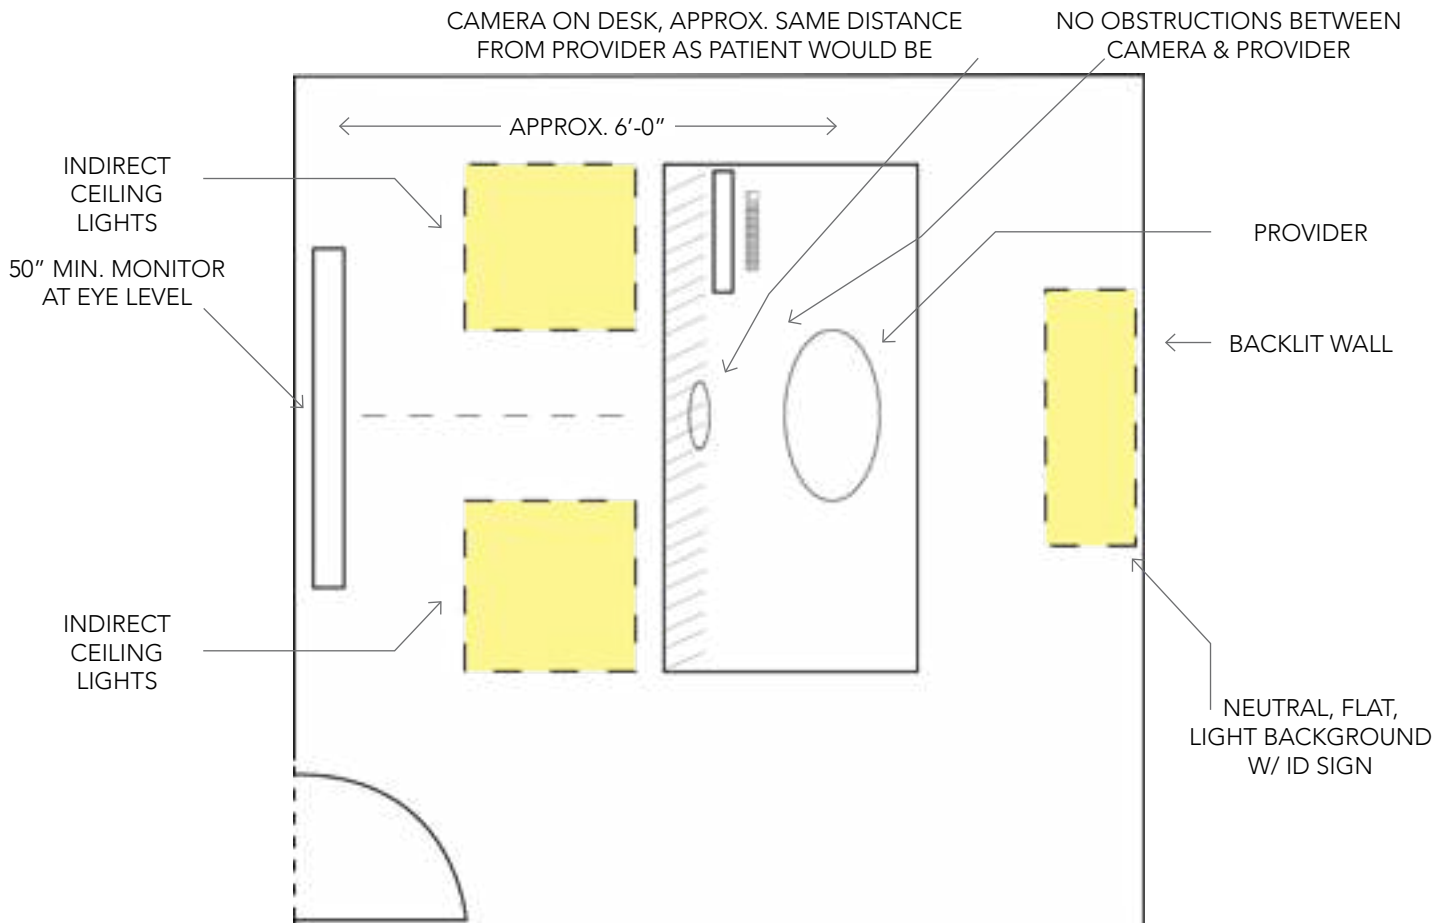 CAMERA ON DESK, APPROX. SAME DISTANCE
FROM PROVIDER AS PATIENT WOULD BE
NO OBSTRUCTIONS BETWEEN
CAMERA & PROVIDER
APPROX. 6'-0”
INDIRECT
CEILING
LIGHTS
50” MIN. MONITOR
AT EYE LEVEL
PROVIDER
BACKLIT WALL
INDIRECT
CEILING
LIGHTS
NEUTRAL, FLAT,
LIGHT BACKGROUND
W/ ID SIGN